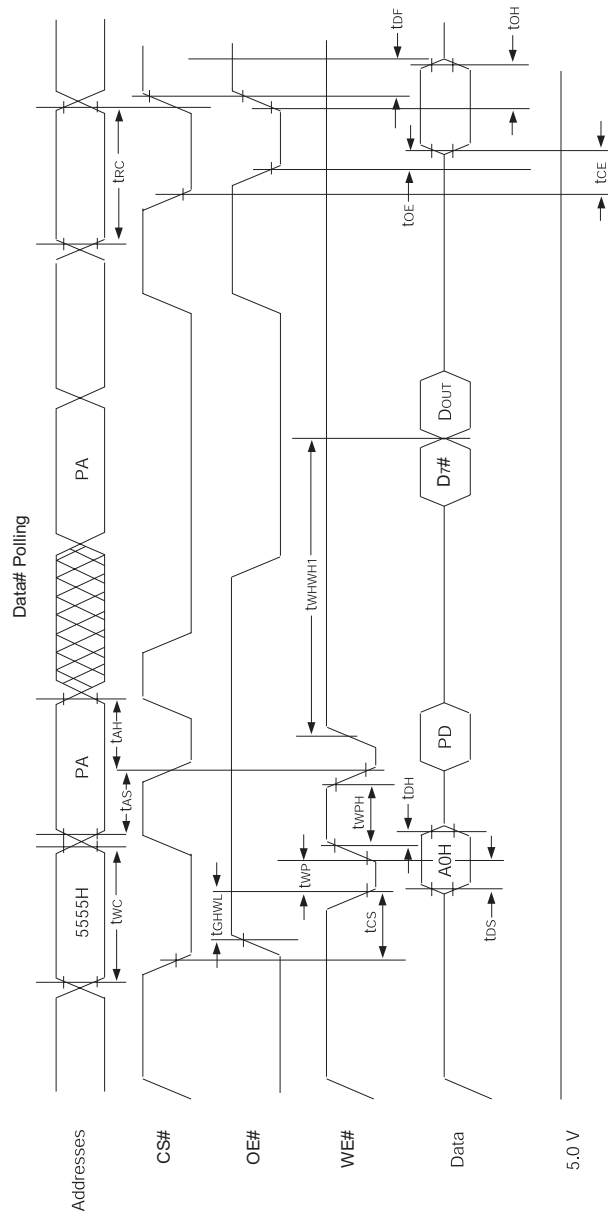 Data# Polling
Addresses
5555H
PA
PA
tWC
tAS
tAH
tRC
CS#
OE#
tGHWL
WE#
tCS
tWP
tWPH
tWHWH1
tOE
tDF
Data
A0H
PD
D7#
DOUT
tDS
tDH
tOH
tCE
5.0 V